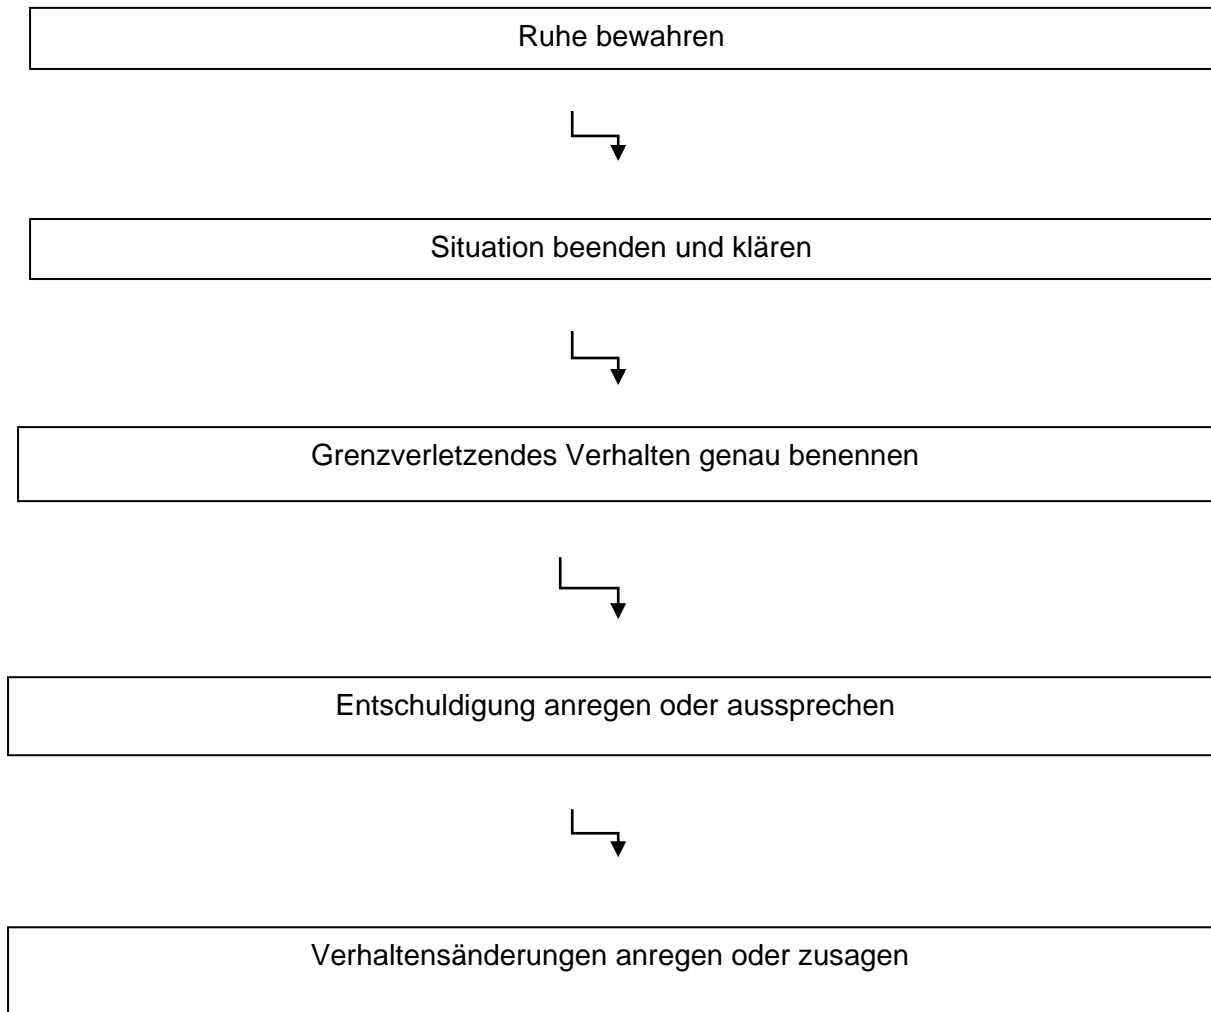 Ruhe bewahren
Situation beenden und klären
Grenzverletzendes Verhalten genau benennen
Entschuldigung anregen oder aussprechen
Verhaltensänderungen anregen oder zusagen